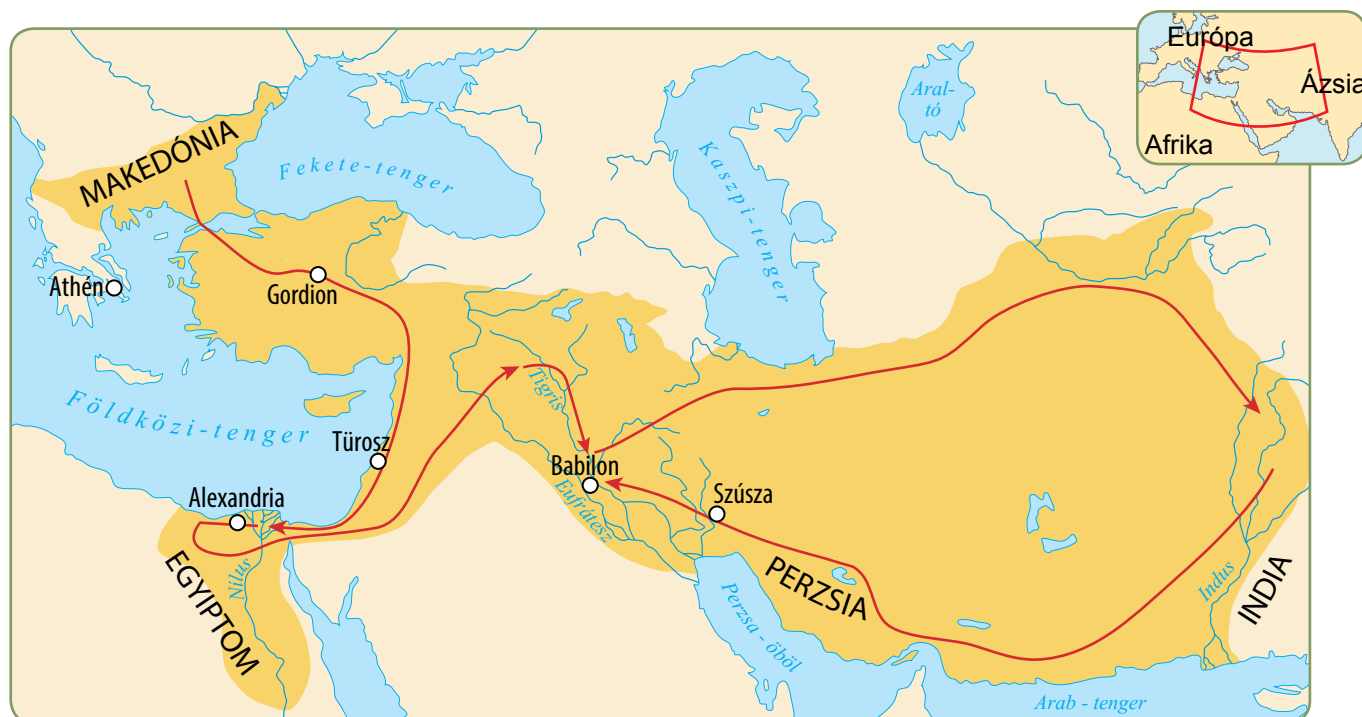 Európa
Ázsia
Afrika
Aral-
tó
MAKEDÓNIA
Fekete-tenger
Kaszpi-tenger
Athén
Gordion
Földközi-tenger
Tigris
Türosz
Babilon
Eufrátesz
Szúsza
Alexandria
EGYIPTOM
Nílus
PERZSIA
Perzsa - öböl
Indus
INDIA
Arab - tenger